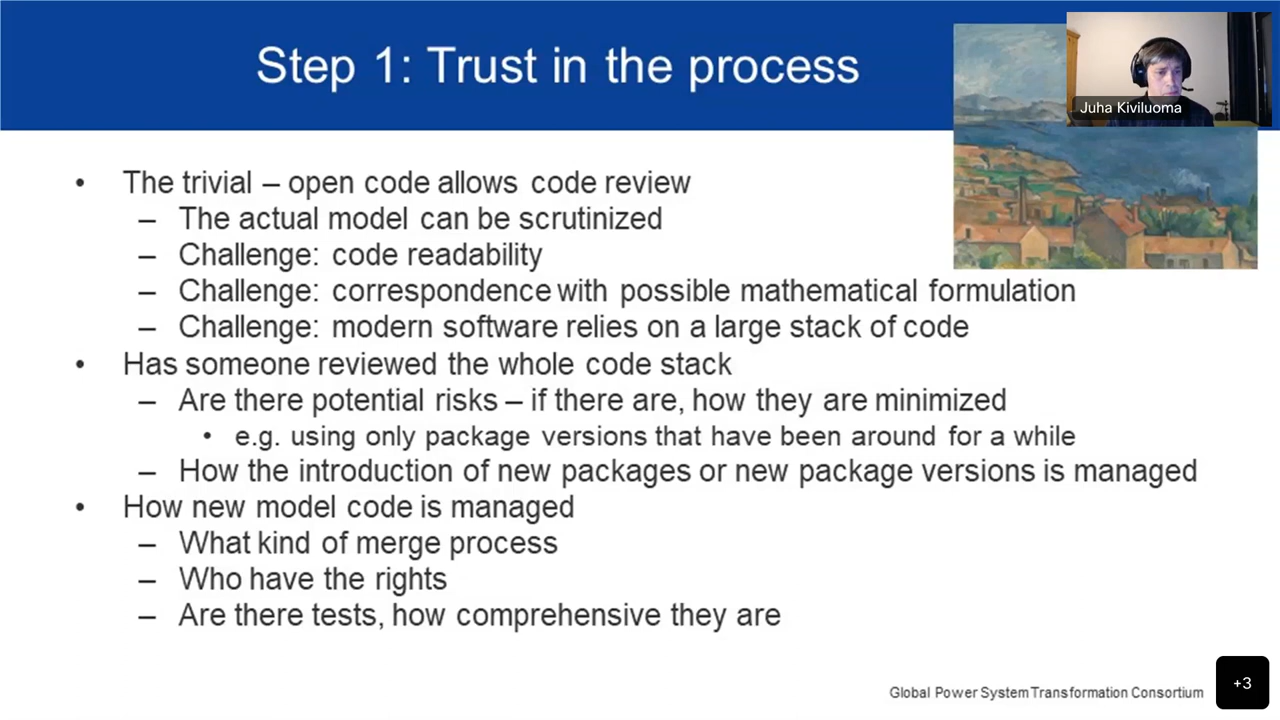 Step 1: Trust in the process
Juha Kiviluoma
• The trivial – open code allows code review
– The actual model can be scrutinized
– Challenge: code readability
– Challenge: correspondence with possible mathematical formulation
– Challenge: modern software relies on a large stack of code
• Has someone reviewed the whole code stack
– Are there potential risks – if there are, how they are minimized
• e.g. using only package versions that have been around for a while
– How the introduction of new packages or new package versions is managed
• How new model code is managed
– What kind of merge process
– Who have the rights
– Are there tests, how comprehensive they are
Global Power System Transformation Consortium
+3